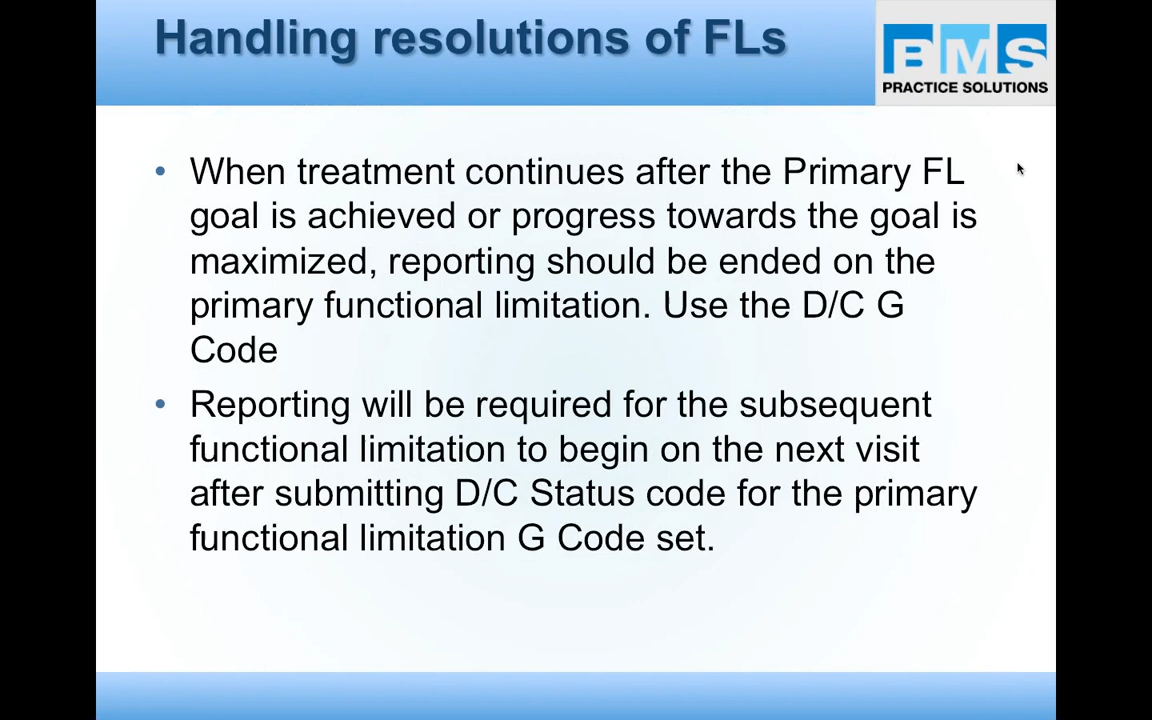 Handling resolutions of FLs
BMS
PRACTICE SOLUTIONS
• When treatment continues after the Primary FL
goal is achieved or progress towards the goal is
maximized, reporting should be ended on the
primary functional limitation. Use the D/C G
Code
• Reporting will be required for the subsequent
functional limitation to begin on the next visit
after submitting D/C Status code for the primary
functional limitation G Code set.